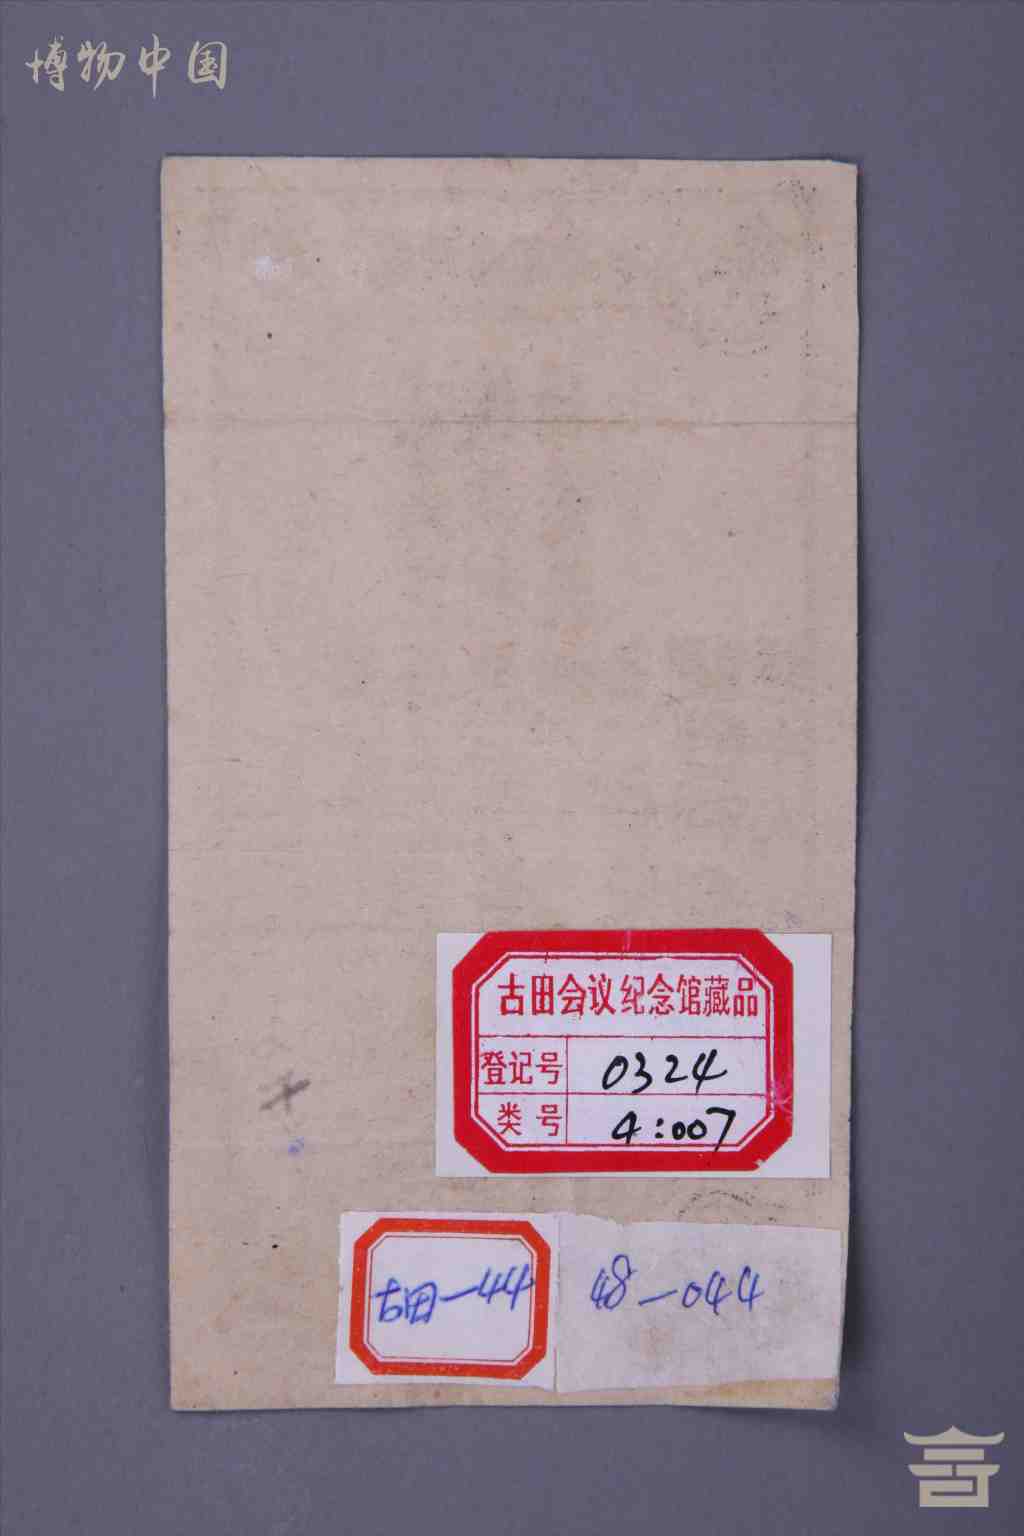 博物中国
古田会议纪念馆藏品
登记号 0324
类号 4:007
古田-44
48-044